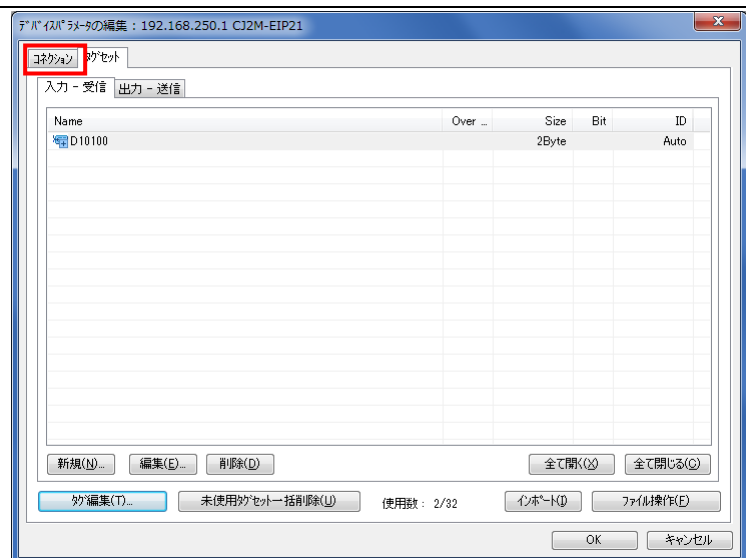 ﾃﾞﾊﾞｲｽﾊﾟﾗﾒｰﾀの編集 : 192.168.250.1 CJ2M-EIP21
ｺﾈｸｼｮﾝ ﾀｸﾞｾｯﾄ
入力 - 受信 出力 - 送信
Name Over ... Size Bit ID
D10100 2Byte Auto
新規(N)... 編集(E)... 削除(D) 全て開く(X) 全て閉じる(C)
ﾀｸﾞ編集(T)... 未使用ﾀｸﾞｾｯﾄ一括削除(U) 使用数 : 2/32 ｲﾝﾎﾟｰﾄ(I) ﾌｧｲﾙ操作(F)
OK ｷｬﾝｾﾙ